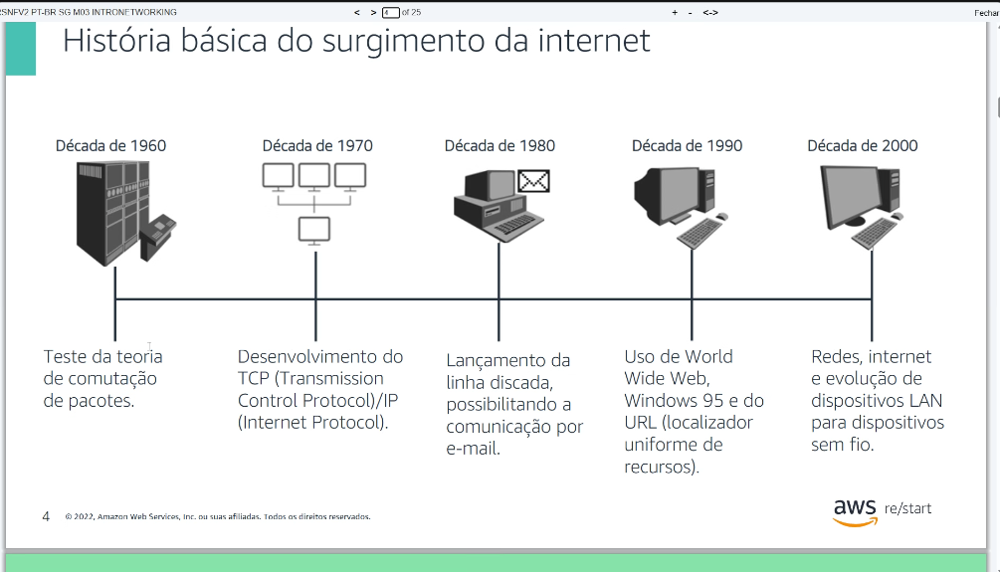 RSNFV2 PT-BR SG M03 INTRONETWORKING
< > 4 of 25
+ - <->
Fechar
História básica do surgimento da internet
Década de 1960
Década de 1970
Década de 1980
Década de 1990
Década de 2000
Teste da teoria
de comutação
de pacotes.
Desenvolvimento do
TCP (Transmission
Control Protocol)/IP
(Internet Protocol).
Lançamento da
linha discada,
possibilitando a
comunicação por
e-mail.
Uso de World
Wide Web,
Windows 95 e do
URL (localizador
uniforme de
recursos).
Redes, internet
e evolução de
dispositivos LAN
para dispositivos
sem fio.
4
© 2022, Amazon Web Services, Inc. ou suas afiliadas. Todos os direitos reservados.
aws re/start